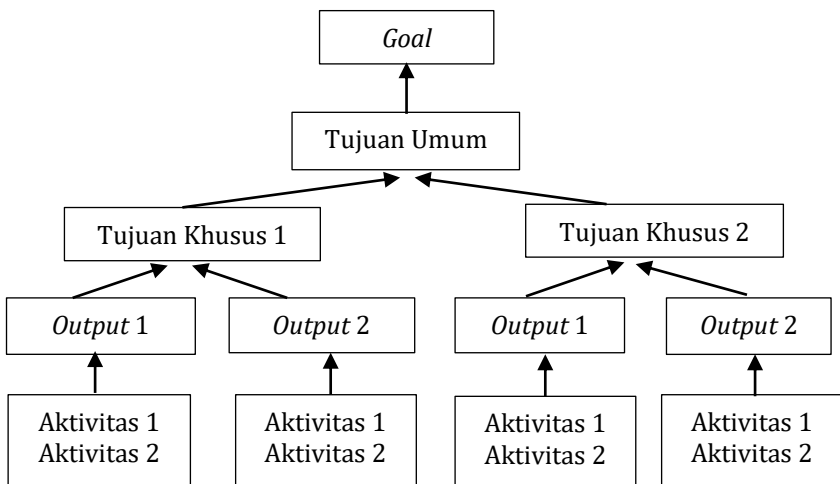 Goal
Tujuan Umum
Tujuan Khusus 1
Tujuan Khusus 2
Output 1
Output 2
Output 1
Output 2
Aktivitas 1
Aktivitas 2
Aktivitas 1
Aktivitas 2
Aktivitas 1
Aktivitas 2
Aktivitas 1
Aktivitas 2